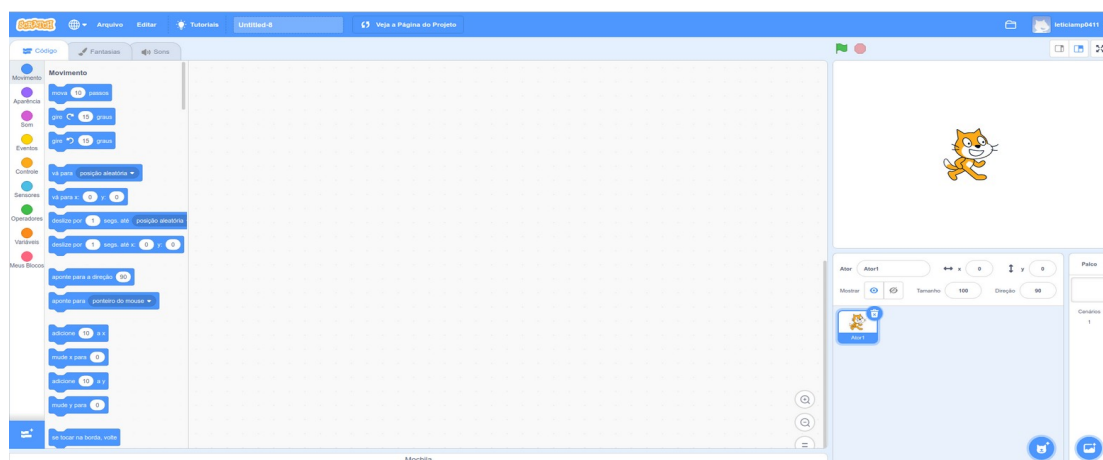 SCRATCH Arquivo Editar Tutoriais Untitled-8 Veja a Página do Projeto leticiamp0411
Código Fantasias Sons
Movimento
Aparência
Som
Eventos
Controle
Sensores
Operadores
Variáveis
Meus Blocos
Movimento
mova 10 passos
gire 15 graus
gire 15 graus
vá para posição aleatória
vá para x: 0 y: 0
deslize por 1 segs. até posição aleatória
deslize por 1 segs. até x: 0 y: 0
aponte para a direção 90
aponte para ponteiro do mouse
adicione 10 a x
mude x para 0
adicione 10 a y
mude y para 0
se tocar na borda, volte
Ator Ator1 x 0 y 0
Mostrar Tamanho 100 Direção 90
Ator1
Palco
Cenários
1
Mochila